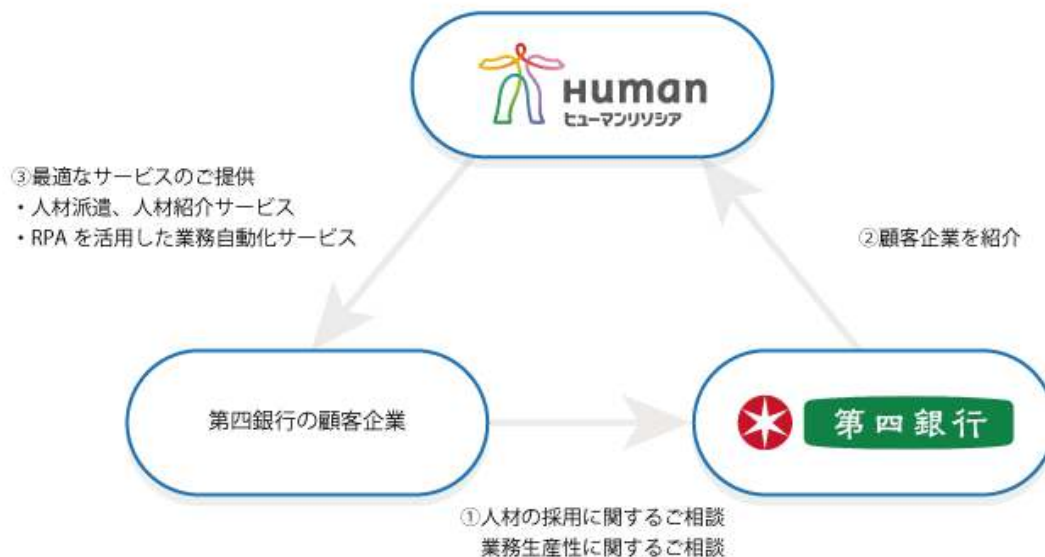 Human
ヒューマンリソシア
③最適なサービスのご提供
・人材派遣、人材紹介サービス
・RPAを活用した業務自動化サービス
②顧客企業を紹介
第四銀行の顧客企業
第四銀行
①人材の採用に関するご相談
業務生産性に関するご相談